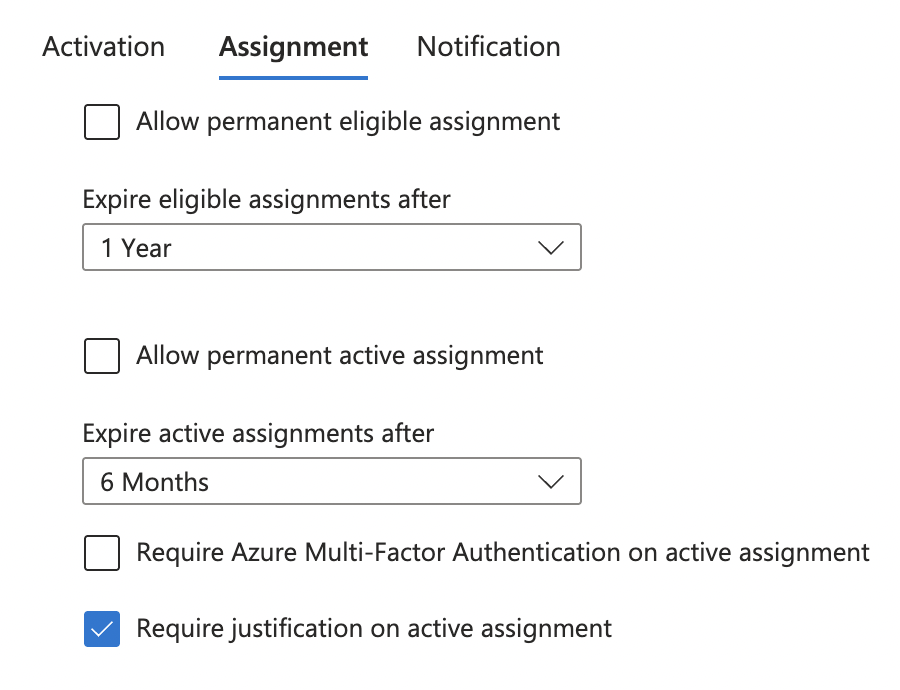 Activation Assignment Notification
Allow permanent eligible assignment
Expire eligible assignments after
1 Year
Allow permanent active assignment
Expire active assignments after
6 Months
Require Azure Multi-Factor Authentication on active assignment
Require justification on active assignment